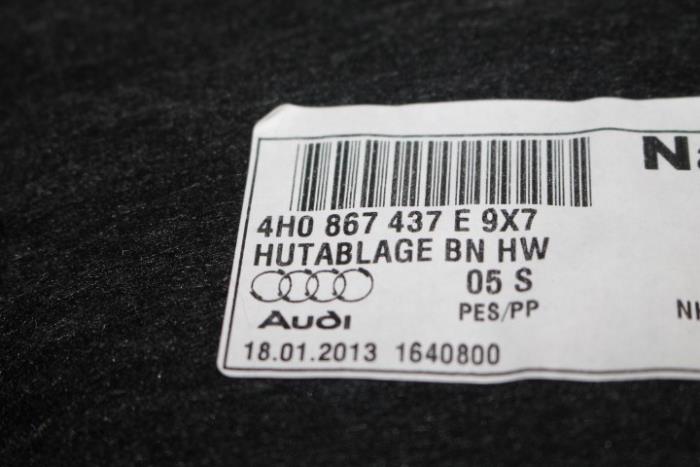 4H0 867 437 E 9X7
HUTABLAGE BN HW
05 S
Audi
PES/PP
18.01.2013 1640800